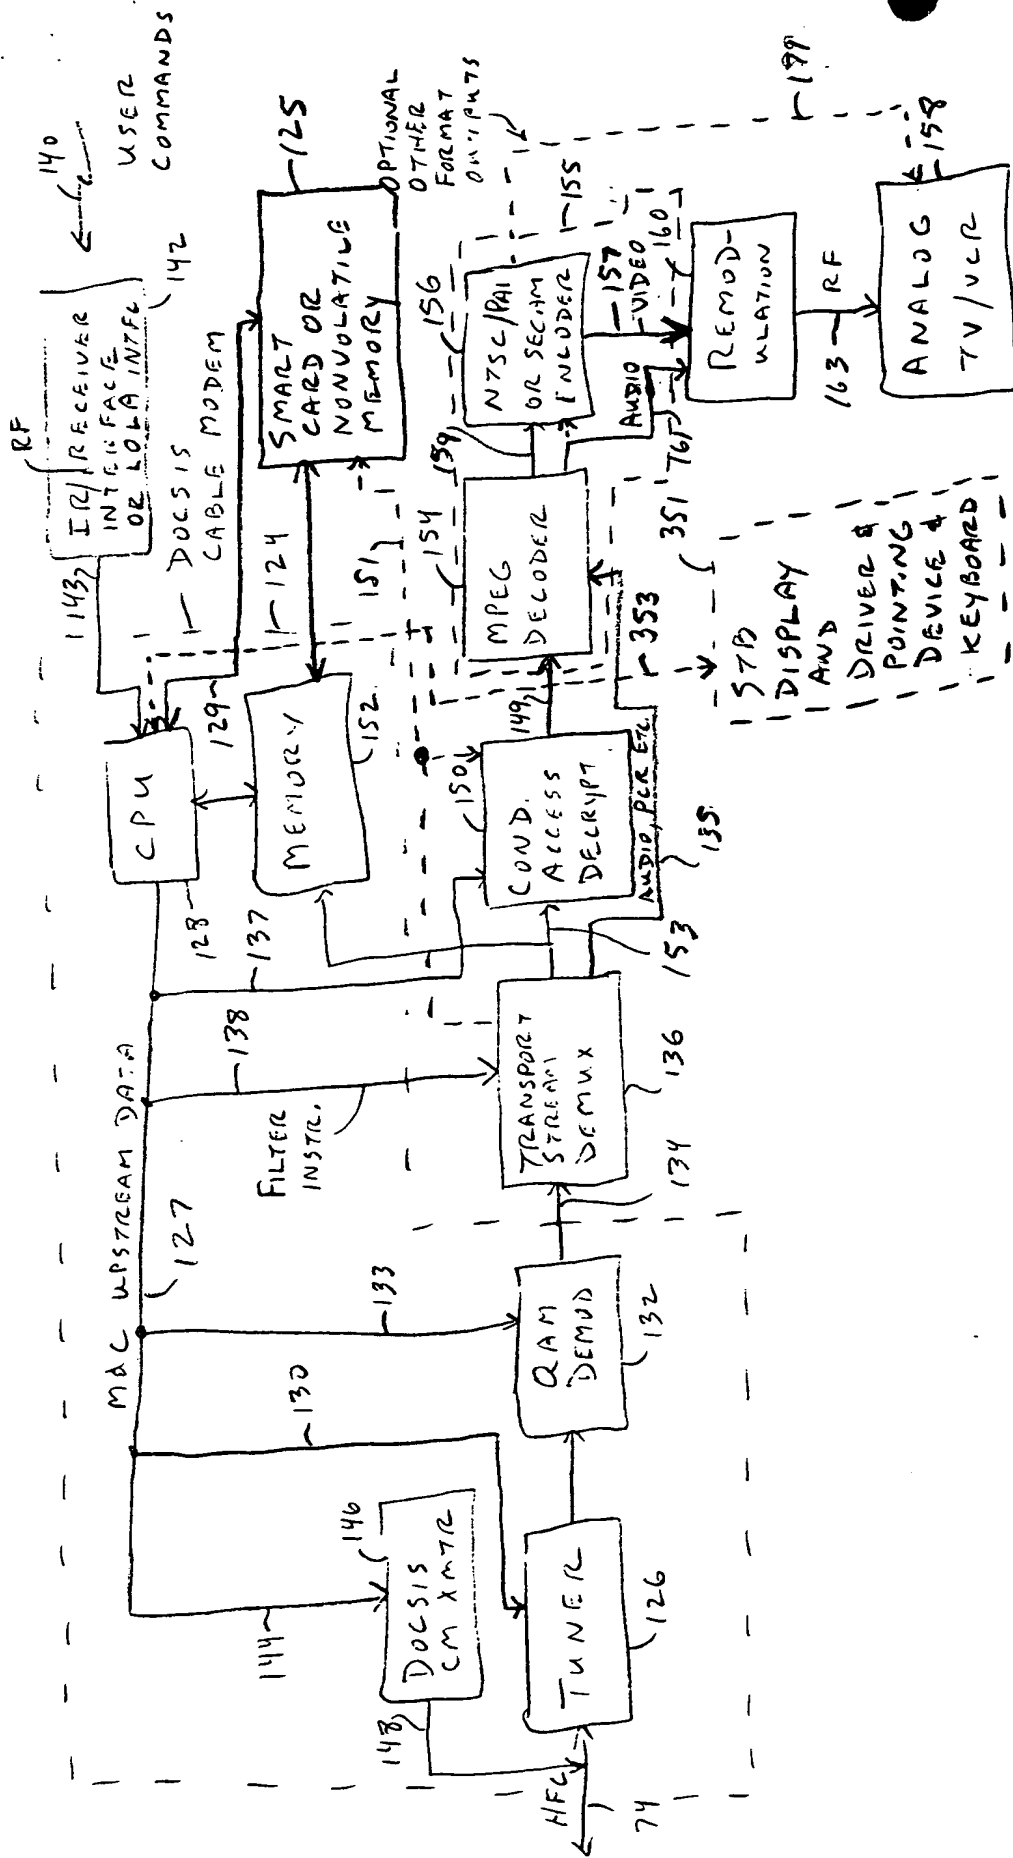 140
USER
COMMANDS
RF
IR/RECEIVER
INTERFACE
OR LOLA INTFC
142
1143
DOCSIS
CABLE MODEM
125
SMART
CARD OR
NONVOLATILE
MEMORY
OPTIONAL
OTHER
FORMAT
OUTPUTS
124
151
CPU
128
129
MEMORY
152
MAC UPSTREAM DATA
127
137
138
FILTER
INSTR.
133
130
144
146
DOCSIS
CM XMTR
148
HFC
74
TUNER
126
QAM
DEMOD
132
134
TRANSPORT
STREAM
DEMUX
136
153
150
COND.
ACCESS
DECRYPT
AUDIO, PCR ETC.
135
149
154
MPEG
DECODER
353
159
156
NTSC/PAL
OR SECAM
ENCODER
155
157
VIDEO
AUDIO
765
160
REMOD-
ULATION
163
RF
ANALOG
TV/VCR
158
199
351
STB
DISPLAY
AND
DRIVER &
POINTING
DEVICE &
KEYBOARD